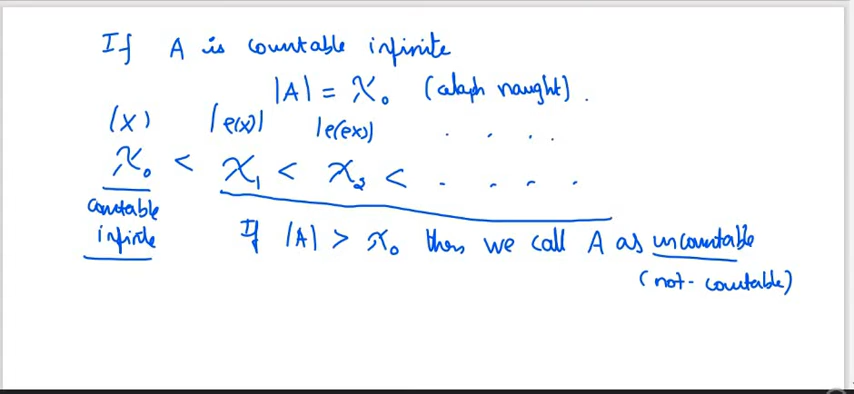 If A is countable infinite
|A| = ℵ₀ (alaph naught).
|X| |P(X)| |P(P(X))| . . . .
ℵ₀ < ℵ₁ < ℵ₂ < . . . .
countable
infinite If |A| > ℵ₀ then we call A as uncountable
(not-countable)